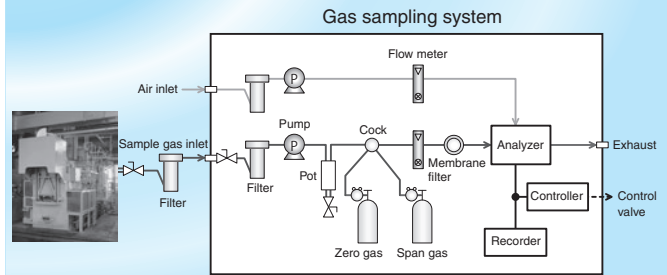 Gas sampling system
Flow meter
P
Air inlet
Sample gas inlet
Pump
Cock
P
Analyzer
Exhaust
Membrane
filter
Pot
Filter
Filter
Controller
Control
valve
Recorder
Zero gas
Span gas